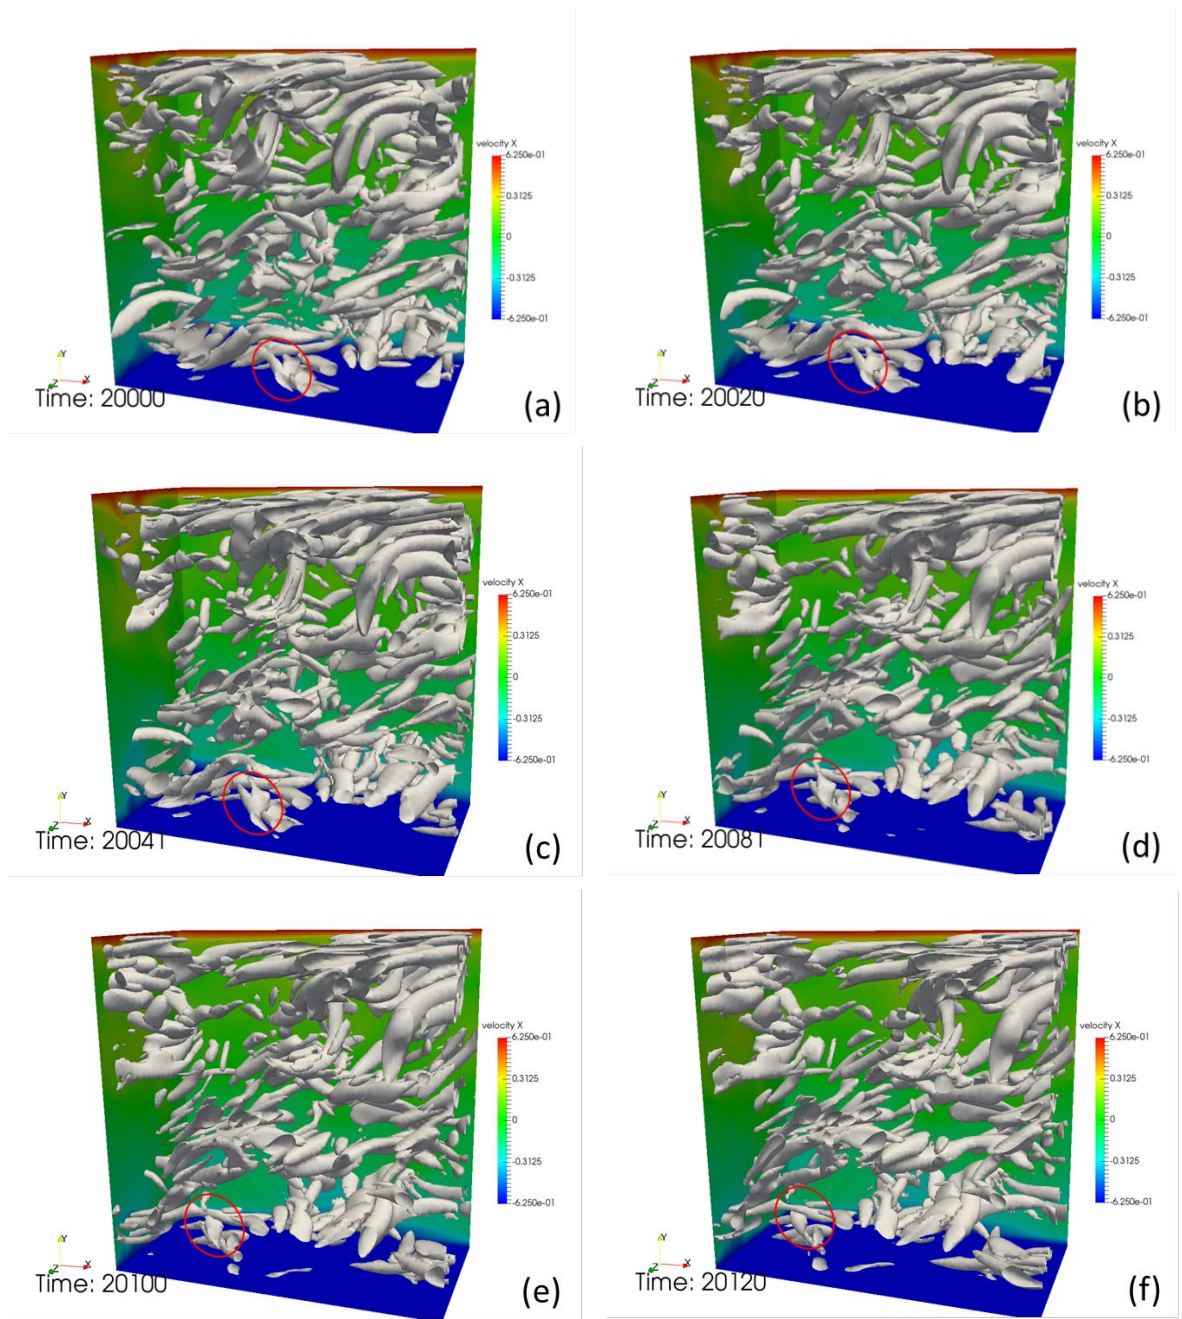 velocity X
6.250e-01
0.3125
0
-0.3125
-6.250e-01
Y
Z X
Time: 20000
(a)
velocity X
6.250e-01
0.3125
0
-0.3125
-6.250e-01
Y
Z X
Time: 20020
(b)
velocity X
6.250e-01
0.3125
0
-0.3125
-6.250e-01
Y
Z X
Time: 20041
(c)
velocity X
6.250e-01
0.3125
0
-0.3125
-6.250e-01
Y
Z X
Time: 20081
(d)
velocity X
6.250e-01
0.3125
0
-0.3125
-6.250e-01
Y
Z X
Time: 20100
(e)
velocity X
6.250e-01
0.3125
0
-0.3125
-6.250e-01
Y
Z X
Time: 20120
(f)